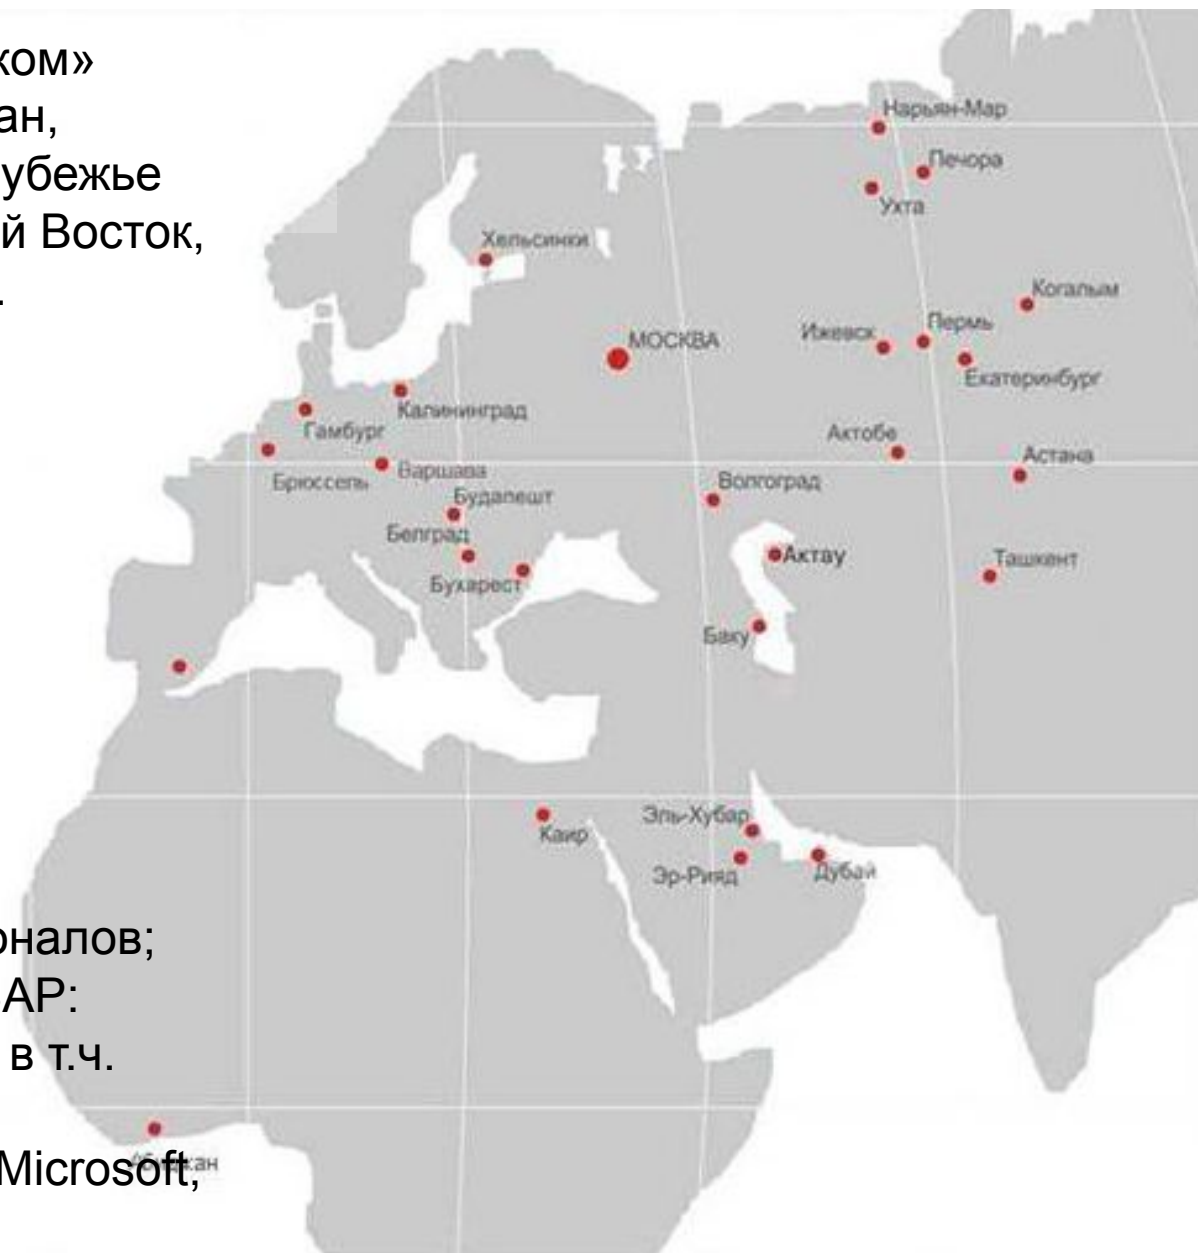 ком»
ан,
убежье
й Восток,
.
Нарьян-Мар
Печора
Ухта
Хельсинки
Когалым
Пермь
Ижевск
МОСКВА
Екатеринбург
Калининград
Гамбург
Актобе
Астана
Варшава
Брюссель
Волгоград
Будапешт
Белград
Актау
Ташкент
Бухарест
Баку
Эль-Хубар
Каир
Эр-Рияд
Дубай
оналов;
АР:
в т.ч.
Абиджан
Microsoft,